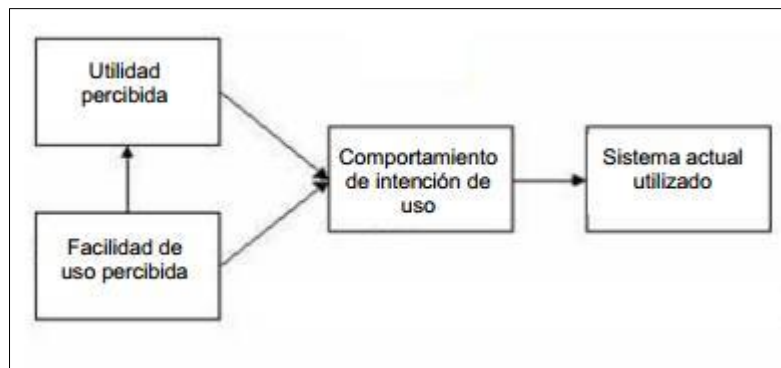 Utilidad
percibida
Facilidad de
uso percibida
Comportamiento
de intención de
uso
Sistema actual
utilizado